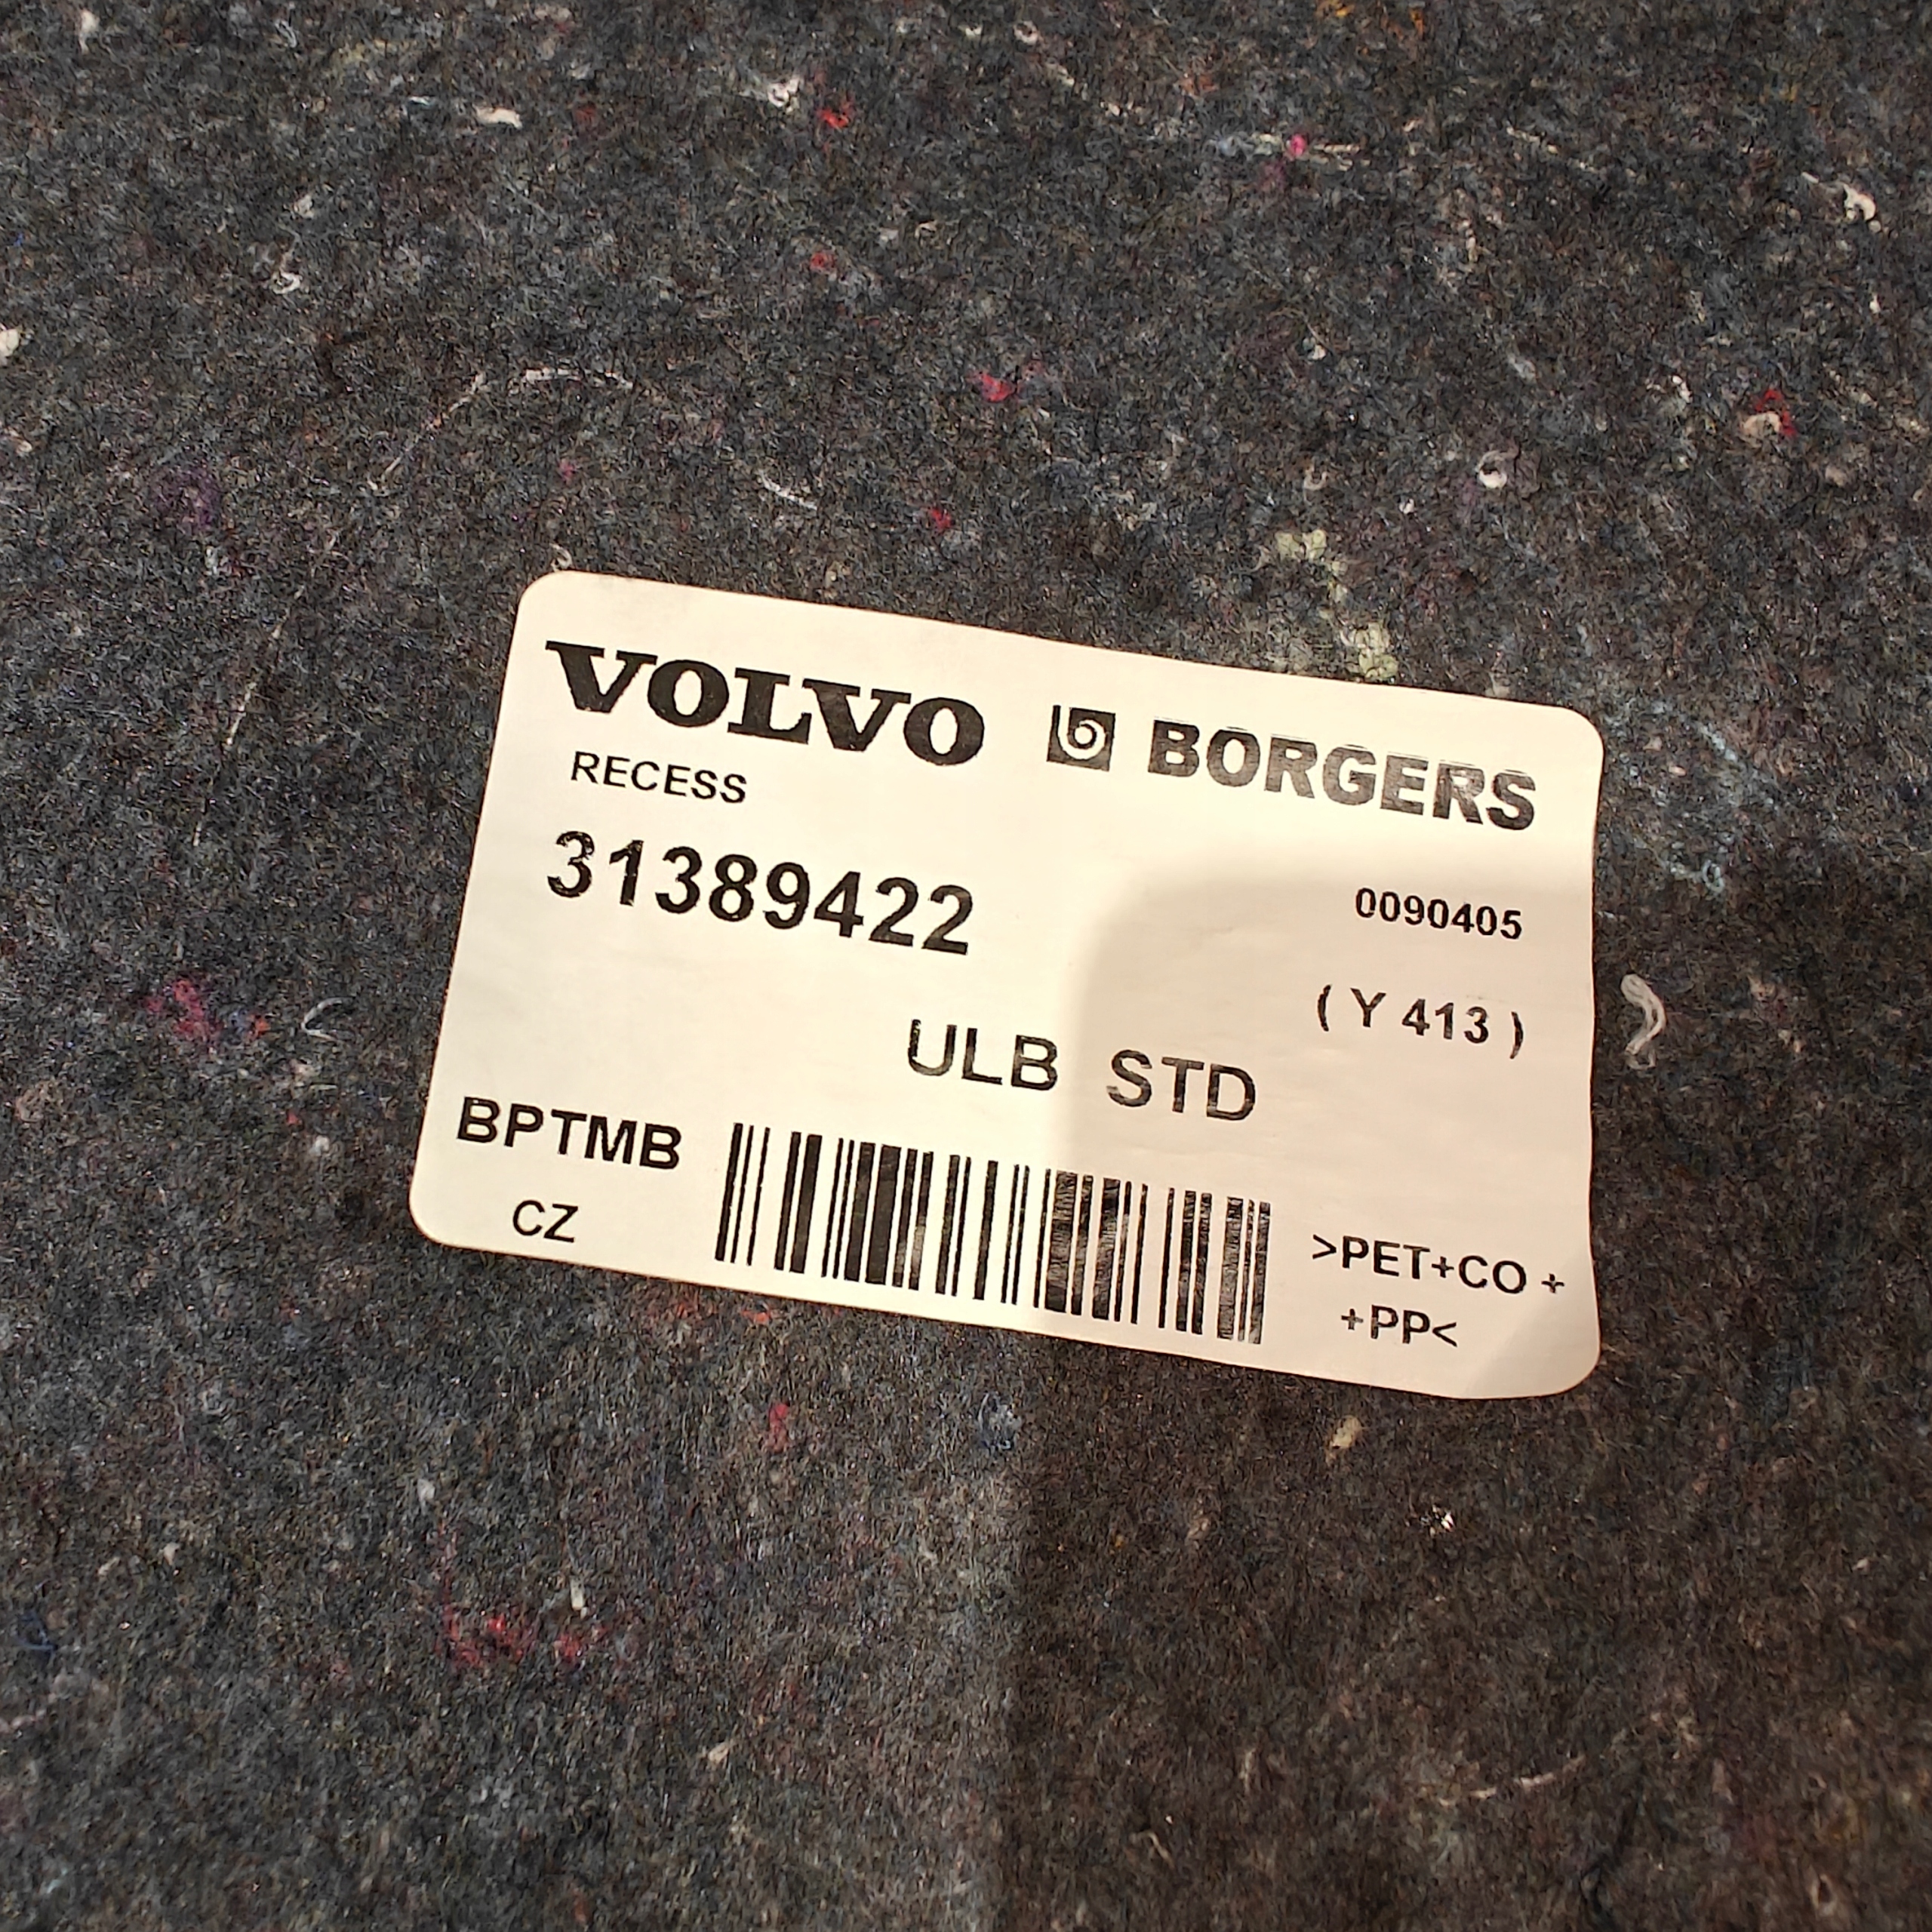 VOLVO BORGERS
RECESS
31389422
0090405
( Y 413 )
ULB STD
BPTMB
CZ
>PET+CO +
+PP<